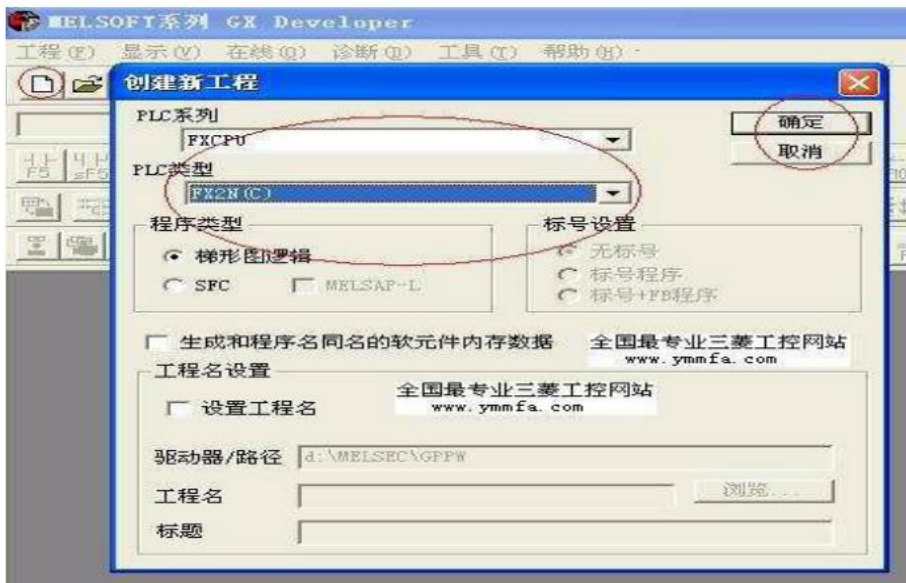 MELSOFT系列 GX Developer
工程(F) 显示(V) 在线(O) 诊断(D) 工具(T) 帮助(H)
创建新工程
PLC系列
FXCPU
确定
取消
PLC类型
FX2N(C)
F5 sF5
程序类型
标号设置
梯形图逻辑
无标号
SFC MELSAP-L
标号程序
标号+FB程序
生成和程序名同名的软元件内存数据
全国最专业三菱工控网站
www.ymmfa.com
工程名设置
设置工程名
全国最专业三菱工控网站
www.ymmfa.com
驱动器/路径 d:\MELSEC\GPPW
工程名
浏览...
标题